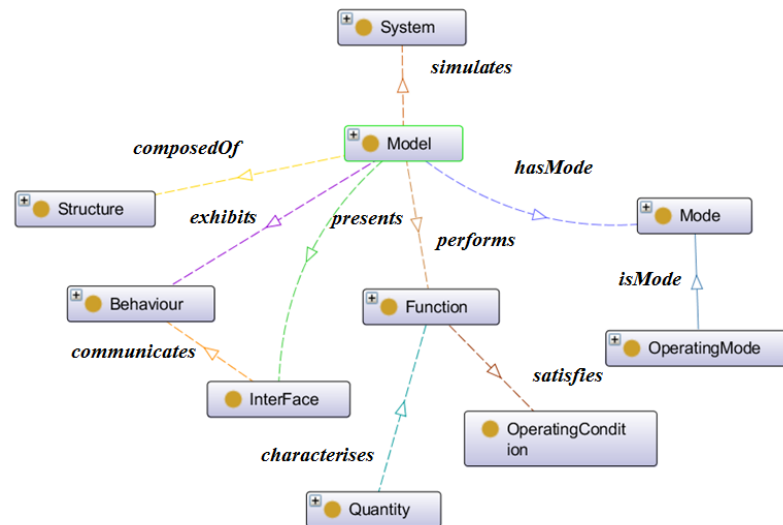 System
simulates
Model
composedOf
hasMode
Structure
exhibits
presents
Mode
performs
isMode
Behaviour
Function
communicates
OperatingMode
satisfies
InterFace
OperatingCondit
ion
characterises
Quantity